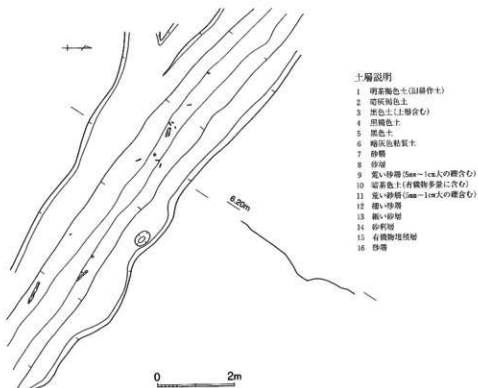 土層説明
1 明茶褐色土(旧耕作土)
2 暗灰褐色土
3 黒色土(土器含む)
4 黒褐色土
5 黒色土
6 暗灰色粘質土
7 砂層
8 砂層
9 荒い砂層(5mm~1cm大の礫含む)
10 暗茶色土(有機物多量に含む)
11 荒い砂層(5mm~1cm大の礫含む)
12 細い砂層
13 細い砂層
14 砂利層
15 有機物堆積層
16 砂層
6.20m
0 2m